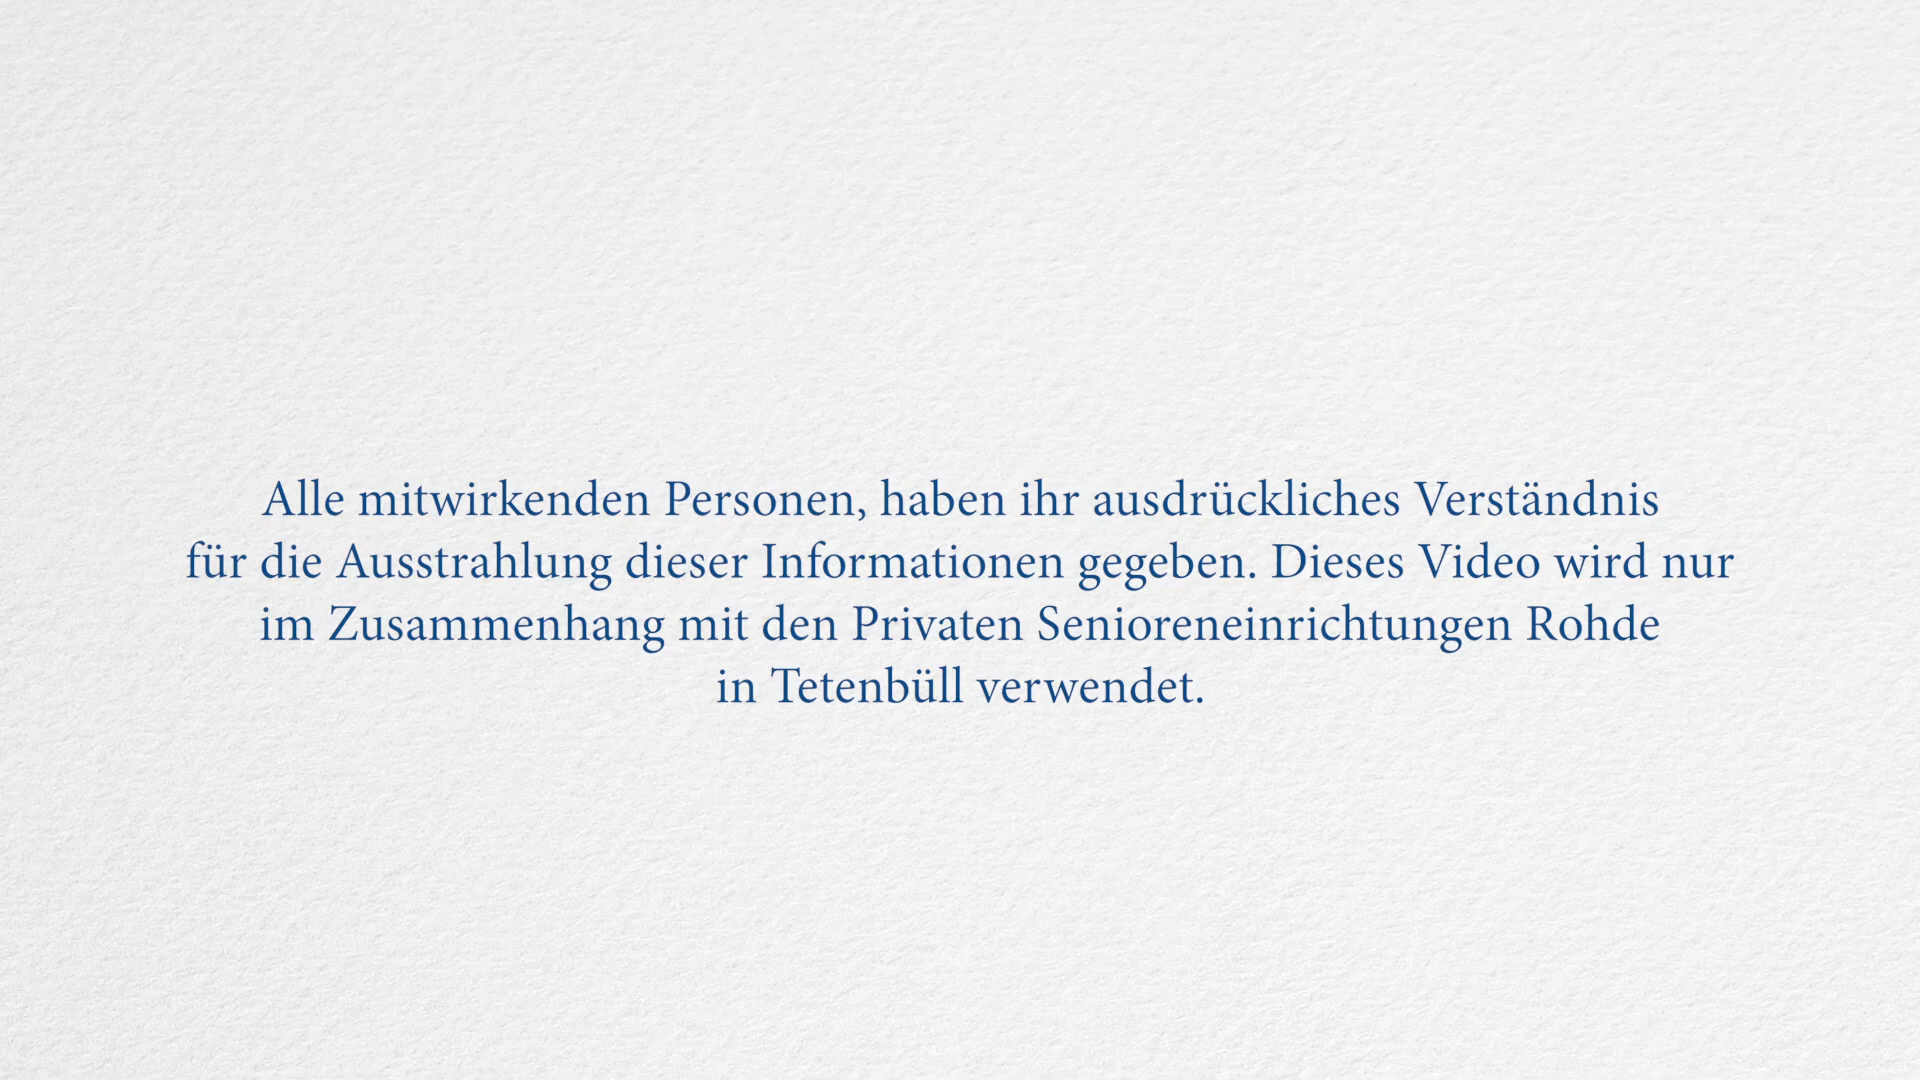 Alle mitwirkenden Personen, haben ihr ausdrückliches Verständnis
für die Ausstrahlung dieser Informationen gegeben. Dieses Video wird nur
im Zusammenhang mit den Privaten Senioreneinrichtungen Rohde
in Tetenbüll verwendet.